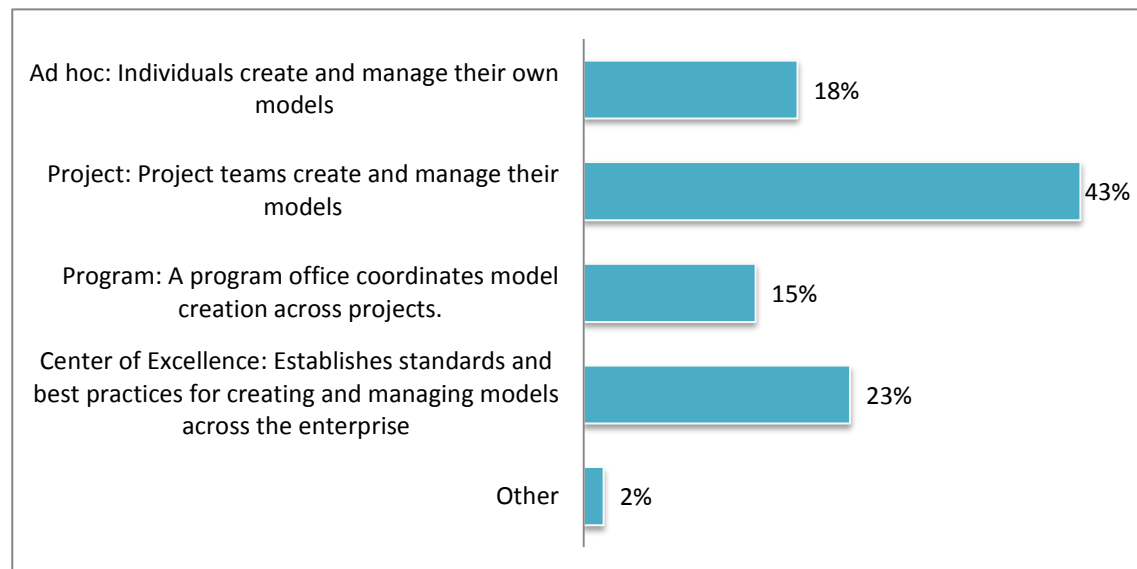 Ad hoc: Individuals create and manage their own
models
18%
Project: Project teams create and manage their
models
43%
Program: A program office coordinates model
creation across projects.
15%
Center of Excellence: Establishes standards and
best practices for creating and managing models
across the enterprise
23%
Other
2%